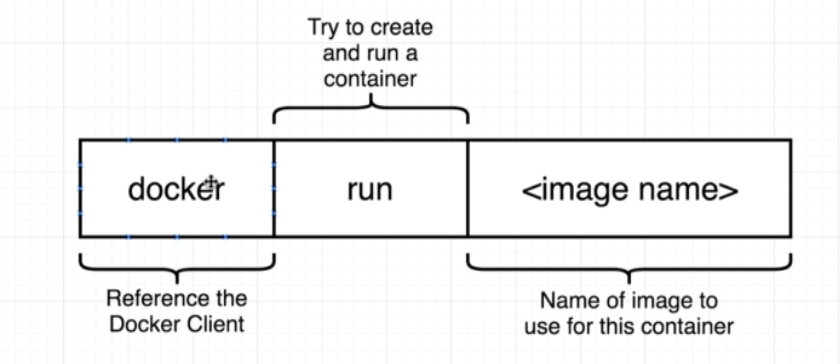 Try to create
and run a
container
docker
run
<image name>
Reference the
Docker Client
Name of image to
use for this container